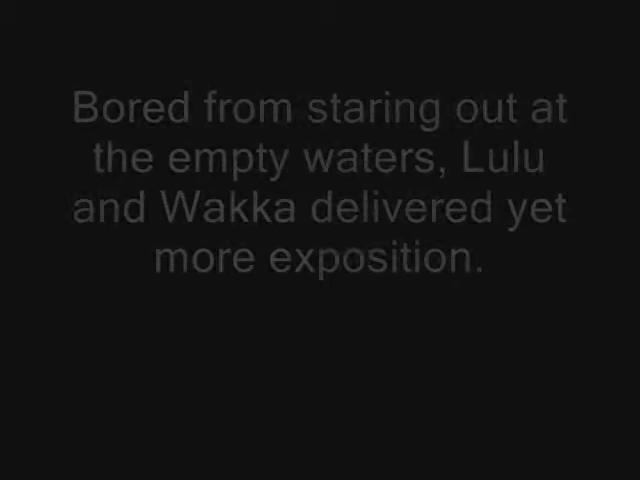 Bored from staring out at
the empty waters, Lulu
and Wakka delivered yet
more exposition.